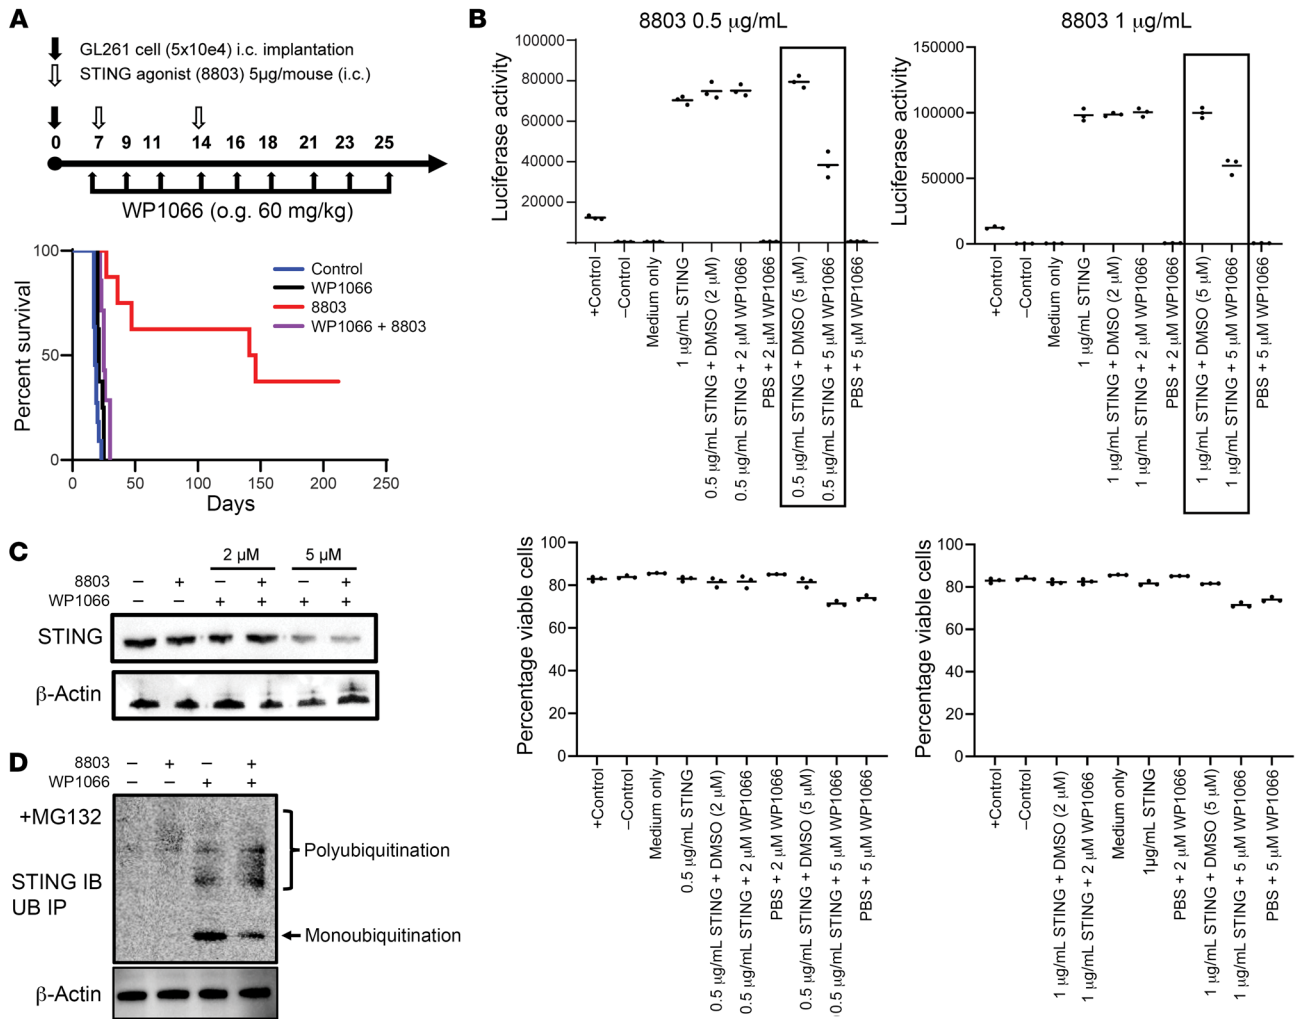 A
GL261 cell (5x10e4) i.c. implantation
STING agonist (8803) 5µg/mouse (i.c.)
0 7 9 11 14 16 18 21 23 25
WP1066 (o.g. 60 mg/kg)
100
50
0
Percent survival
Control
WP1066
8803
WP1066 + 8803
0 50 100 150 200 250
Days
B
8803 0.5 µg/mL
100000
80000
60000
40000
20000
Luciferase activity
+Control
–Control
Medium only
1 µg/mL STING
0.5 µg/mL STING + DMSO (2 µM)
0.5 µg/mL STING + 2 µM WP1066
PBS + 2 µM WP1066
0.5 µg/mL STING + DMSO (5 µM)
0.5 µg/mL STING + 5 µM WP1066
PBS + 5 µM WP1066
8803 1 µg/mL
150000
100000
50000
0
Luciferase activity
+Control
–Control
Medium only
1 µg/mL STING
1 µg/mL STING + DMSO (2 µM)
1 µg/mL STING + 2 µM WP1066
PBS + 2 µM WP1066
1 µg/mL STING + DMSO (5 µM)
1 µg/mL STING + 5 µM WP1066
PBS + 5 µM WP1066
100
80
60
40
20
0
Percentage viable cells
+Control
–Control
Medium only
0.5 µg/mL STING
0.5 µg/mL STING + DMSO (2 µM)
0.5 µg/mL STING + 2 µM WP1066
PBS + 2 µM WP1066
0.5 µg/mL STING + DMSO (5 µM)
0.5 µg/mL STING + 5 µM WP1066
PBS + 5 µM WP1066
100
80
60
40
20
0
Percentage viable cells
+Control
–Control
1 µg/mL STING + DMSO (2 µM)
1 µg/mL STING + 2 µM WP1066
Medium only
1µg/mL STING
PBS + 2 µM WP1066
1 µg/mL STING + DMSO (5 µM)
1 µg/mL STING + 5 µM WP1066
PBS + 5 µM WP1066
C
2 µM 5 µM
8803 – + – + – +
WP1066 – – + + + +
STING
β-Actin
D
8803 – + – +
WP1066 – – + +
+MG132
Polyubiquitination
STING IB
UB IP
Monoubiquitination
β-Actin